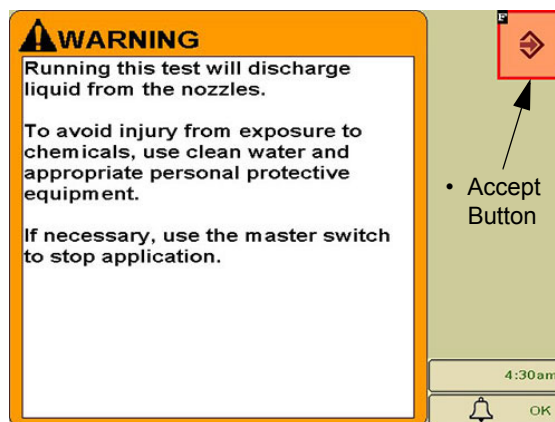 WARNING
Running this test will discharge
liquid from the nozzles.
To avoid injury from exposure to
chemicals, use clean water and
appropriate personal protective
equipment.
If necessary, use the master switch
to stop application.
F
• Accept
Button
4:30am
OK